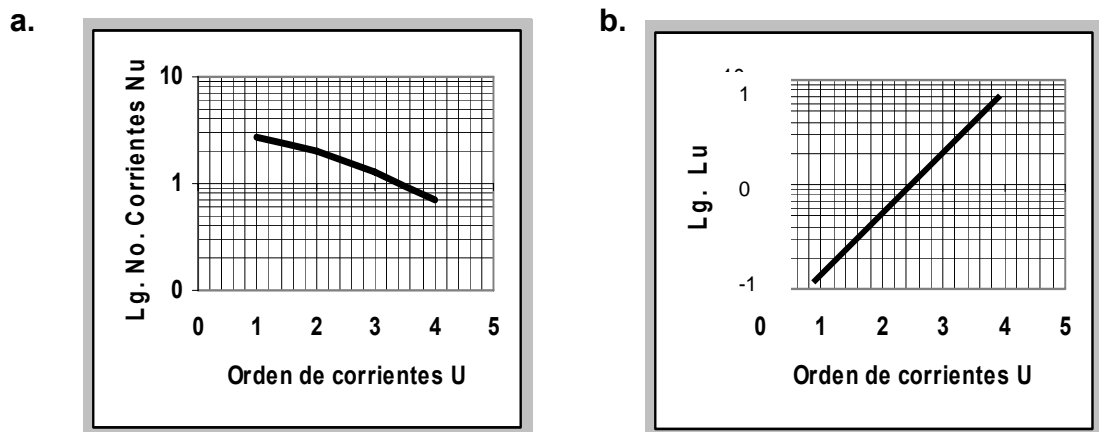 a.
Lg. No. Corrientes Nu
10
1
0
0 1 2 3 4 5
Orden de corrientes U
b.
Lg. Lu
1
0
-1
0 1 2 3 4 5
Orden de corrientes U